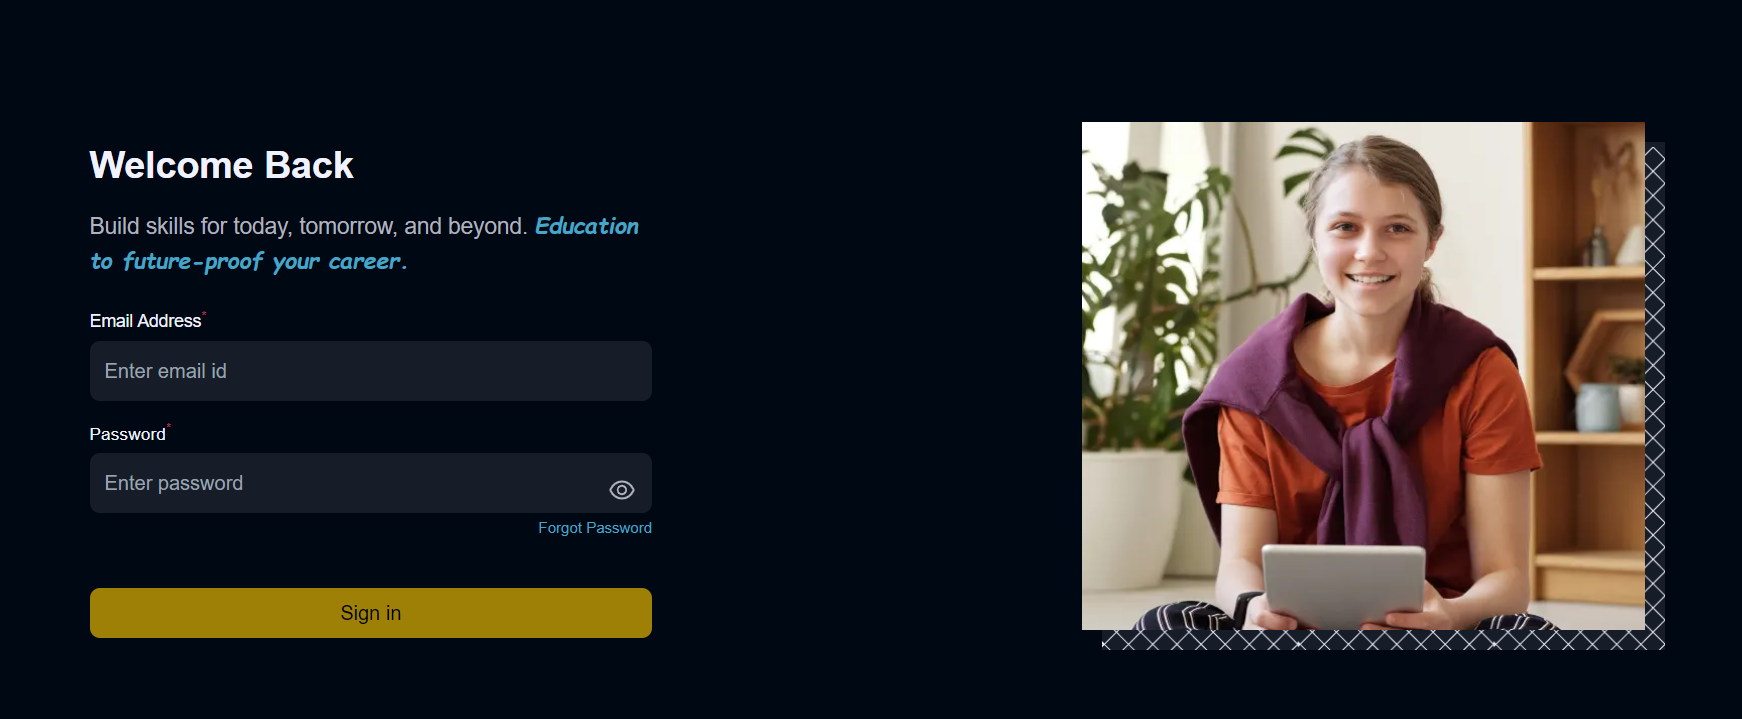 Welcome Back
Build skills for today, tomorrow, and beyond. Education
to future-proof your career.
Email Address*
Enter email id
Password*
Enter password
Forgot Password
Sign in